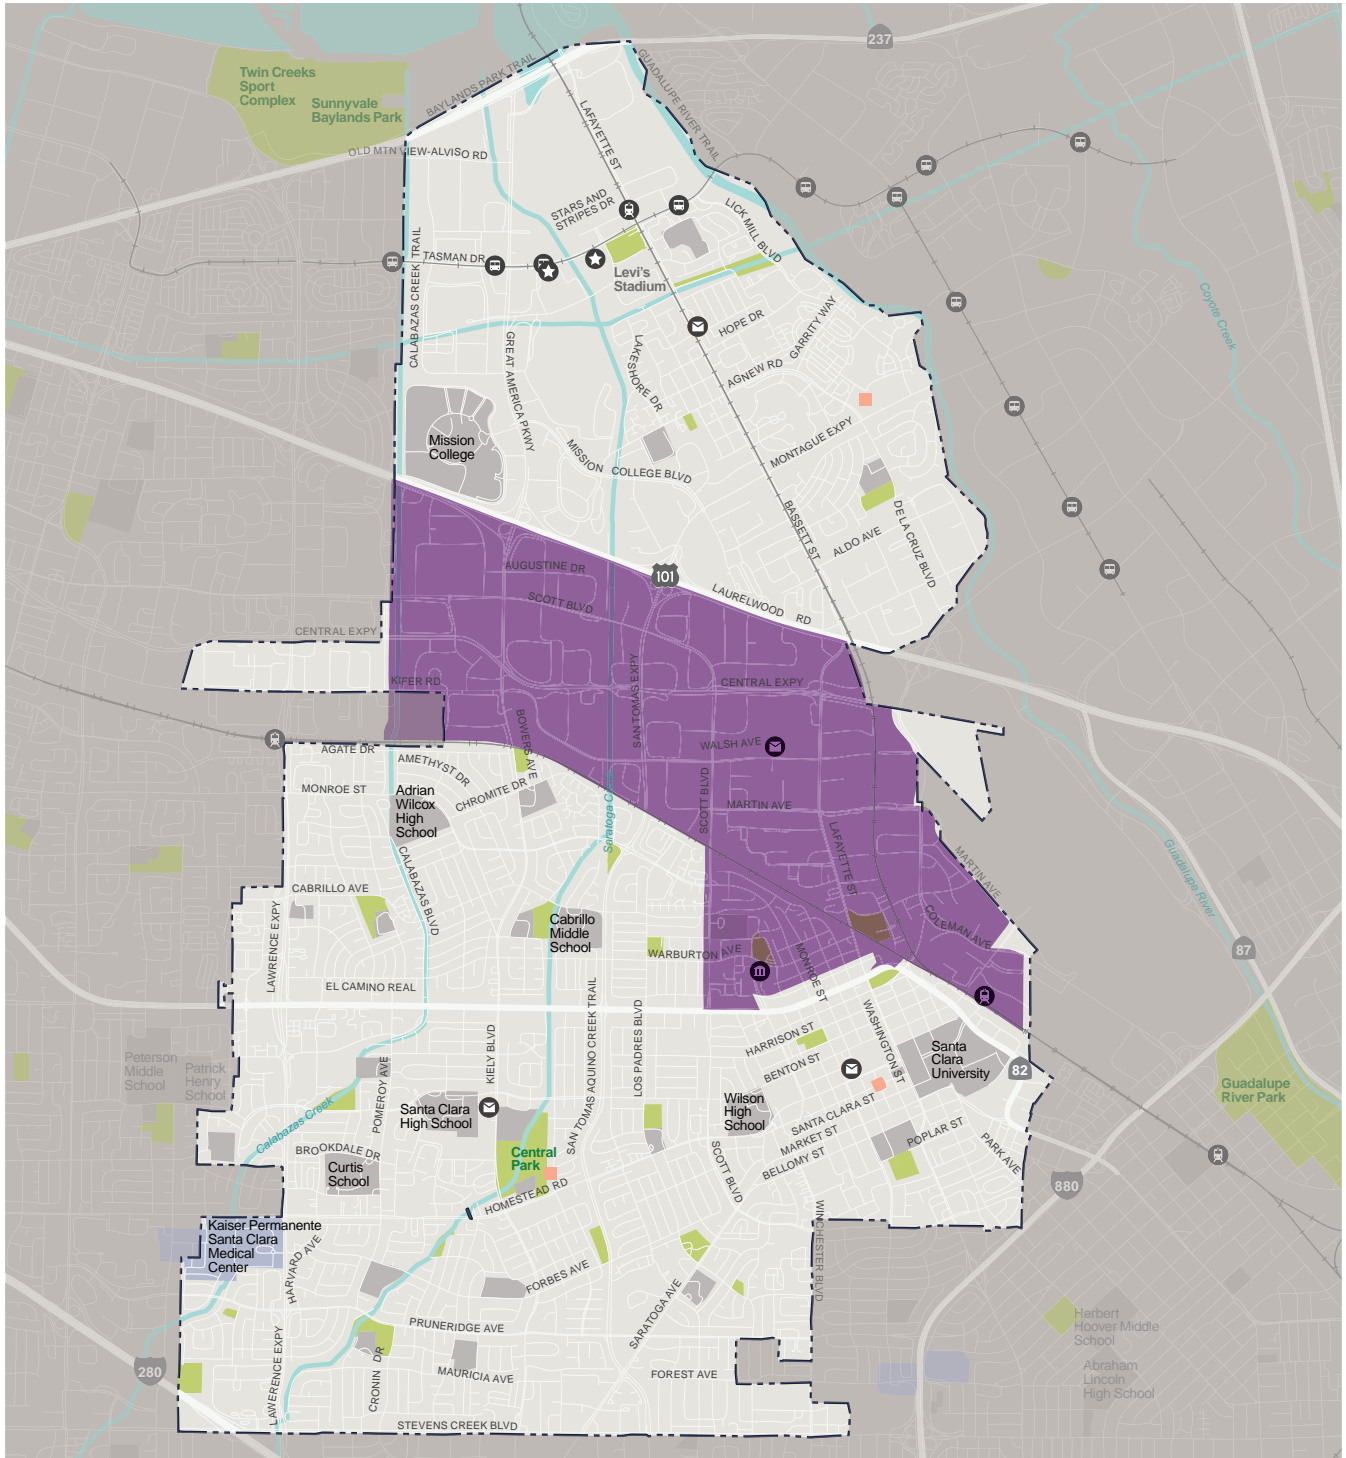 237
Twin Creeks
Sport
Complex
Sunnyvale
Baylands Park
BAYLANDS PARK TRAIL
GUADALUPE RIVER TRAIL
LAFAYETTE ST
OLD MTN VIEW-ALVISO RD
STARS AND
STRIPES DR
LICK MILL BLVD
CALABAZAS CREEK TRAIL
TASMAN DR
Levi's
Stadium
Coyote Creek
HOPE DR
GARRITY WAY
GREAT AMERICA PKWY
LAKESHORE DR
AGNEW RD
Mission
College
MONTAGUE EXPY
MISSION COLLEGE BLVD
BASSETT ST
ALDO AVE
DE LA CRUZ BLVD
AUGUSTINE DR
101
SCOTT BLVD
LAURELWOOD RD
CENTRAL EXPY
KIFER RD
SAN TOMAS EXPY
CENTRAL EXPY
BOWERS AVE
WALSH AVE
AGATE DR
AMETHYST DR
MONROE ST
CHROMITE DR
Adrian
Wilcox
High
School
Saratoga Creek
SCOTT BLVD
MARTIN AVE
LAFAYETTE ST
MARTIN AVE
Guadalupe River
CALABAZAS BLVD
CABRILLO AVE
LAWRENCE EXPY
Cabrillo
Middle
School
WARBURTON AVE
MONROE ST
COLEMAN AVE
87
EL CAMINO REAL
SAN TOMAS AQUINO CREEK TRAIL
LOS PADRES BLVD
WASHINGTON ST
KIELY BLVD
HARRISON ST
BENTON ST
Santa
Clara
University
82
Peterson
Middle
School
Patrick
Henry
School
POMEROY AVE
Guadalupe
River Park
Santa Clara
High School
Wilson
High
School
SANTA CLARA ST
MARKET ST
BELLOMY ST
POPLAR ST
PARK AVE
Calabazas Creek
BROOKDALE DR
Curtis
School
Central
Park
HOMESTEAD RD
SCOTT BLVD
880
WINCHESTER BLVD
Kaiser Permanente
Santa Clara
Medical
Center
HARVARD AVE
FORBES AVE
SARATOGA AVE
PRUNERIDGE AVE
Herbert
Hoover Middle
School
280
LAWERENCE EXPY
CRONIN DR
MAURICIA AVE
FOREST AVE
Abraham
Lincoln
High School
STEVENS CREEK BLVD